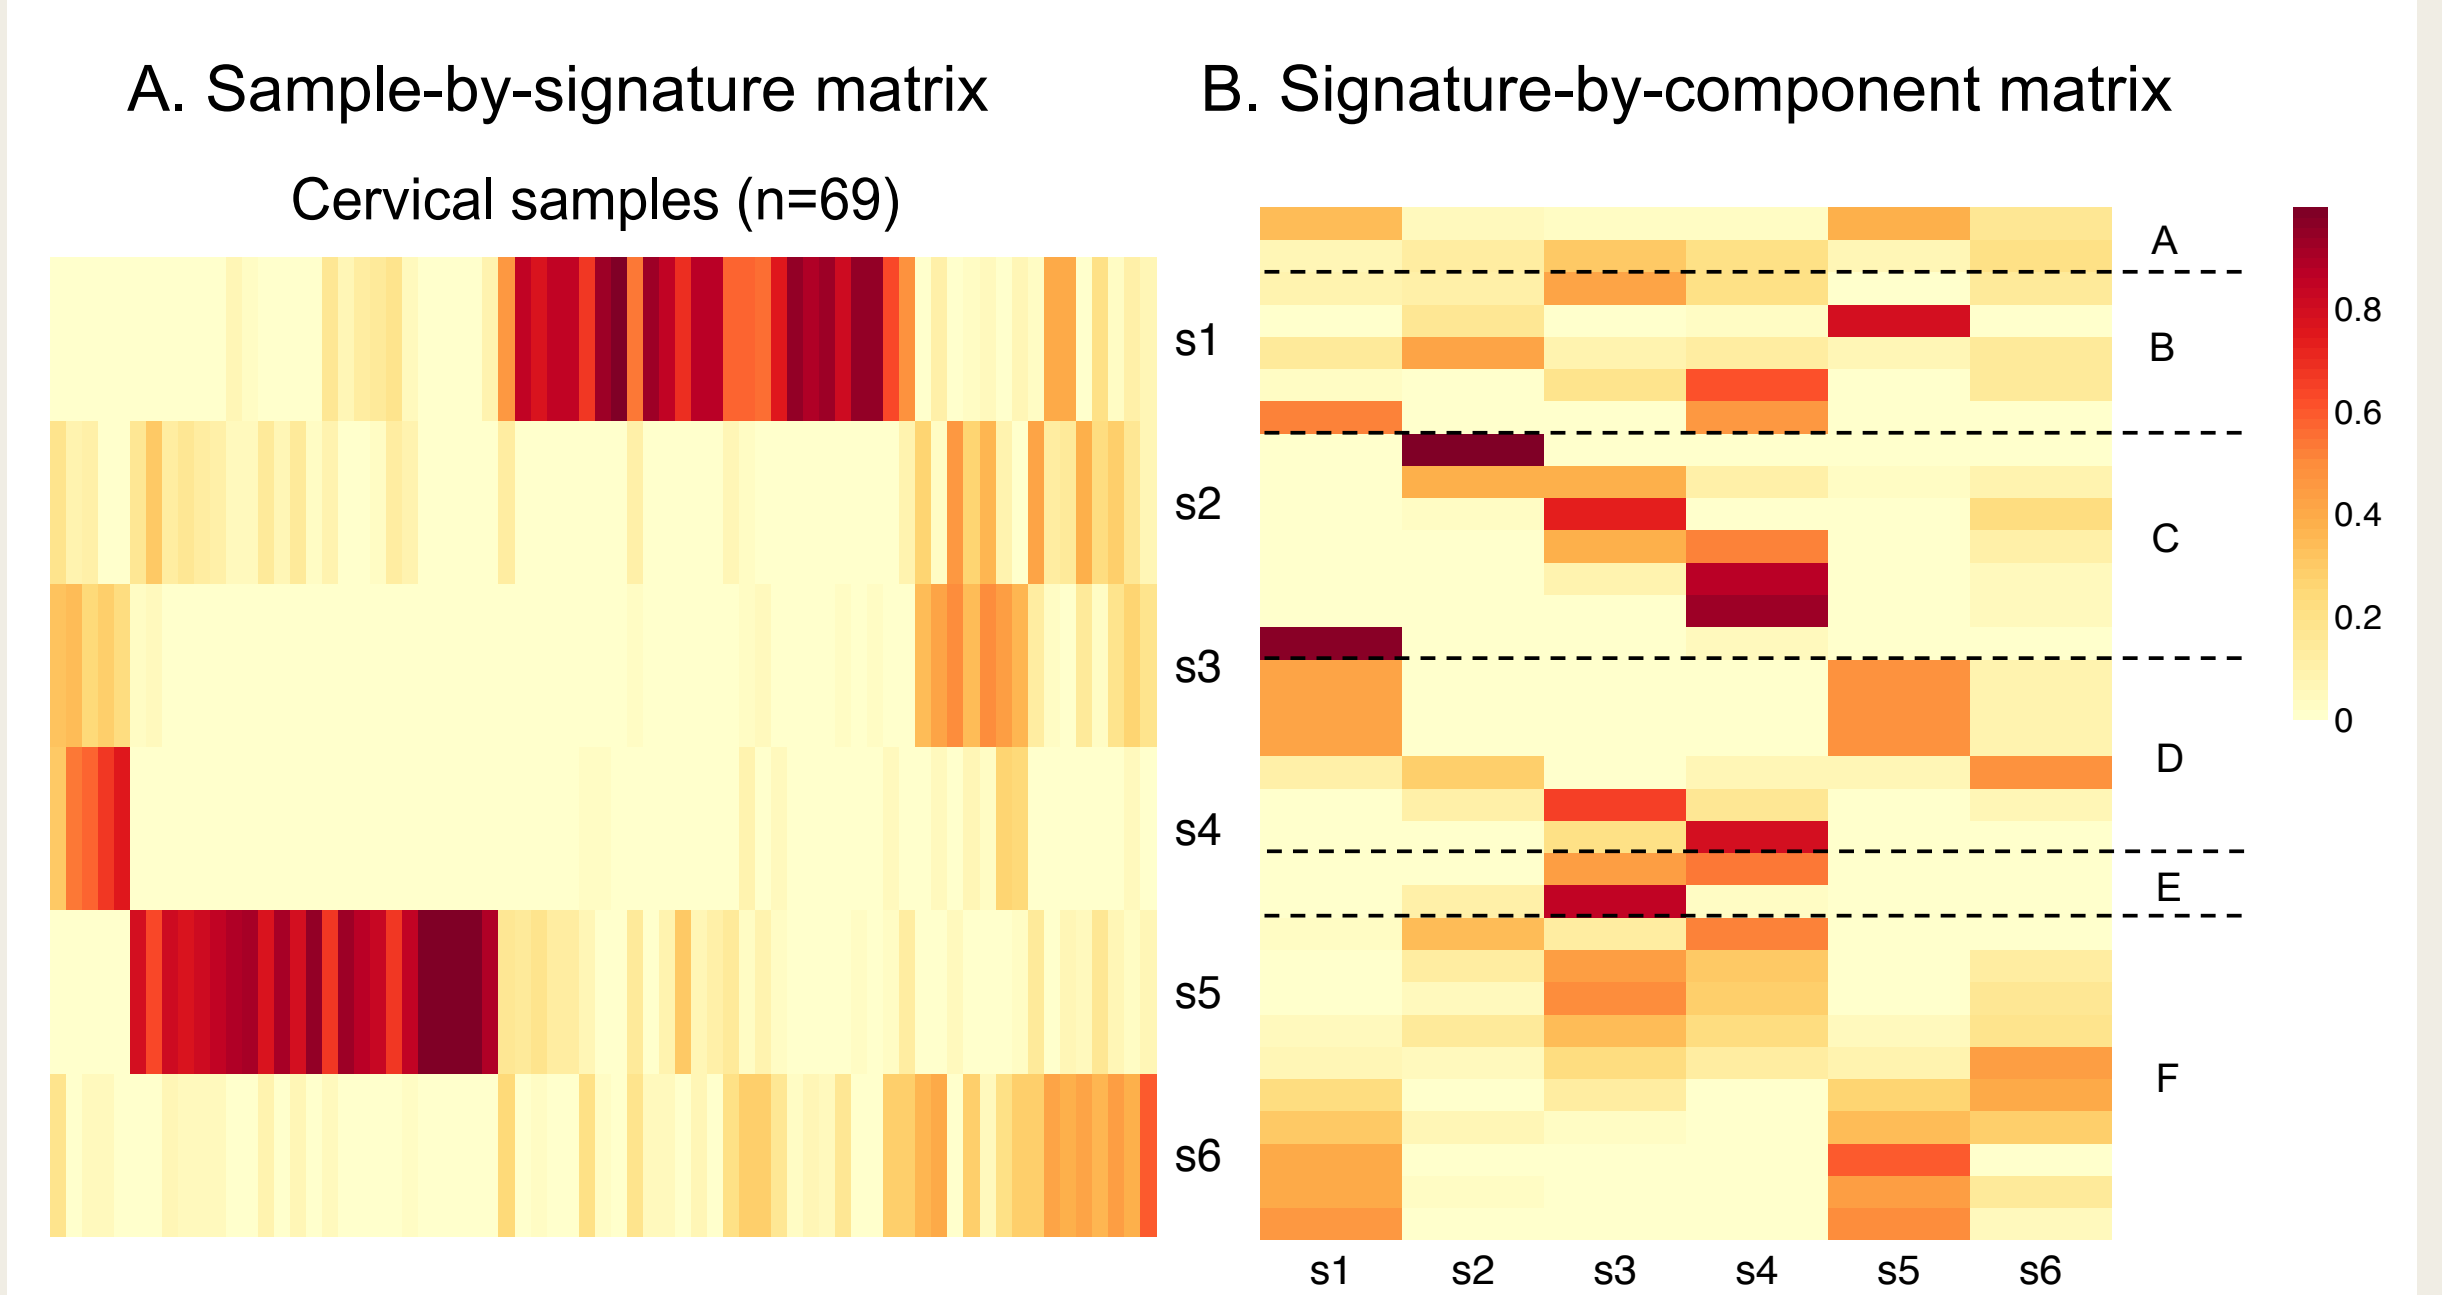 A. Sample-by-signature matrix
Cervical samples (n=69)
s1
s2
s3
s4
s5
s6
B. Signature-by-component matrix
A
B
C
D
E
F
s1 s2 s3 s4 s5 s6
0.8
0.6
0.4
0.2
0